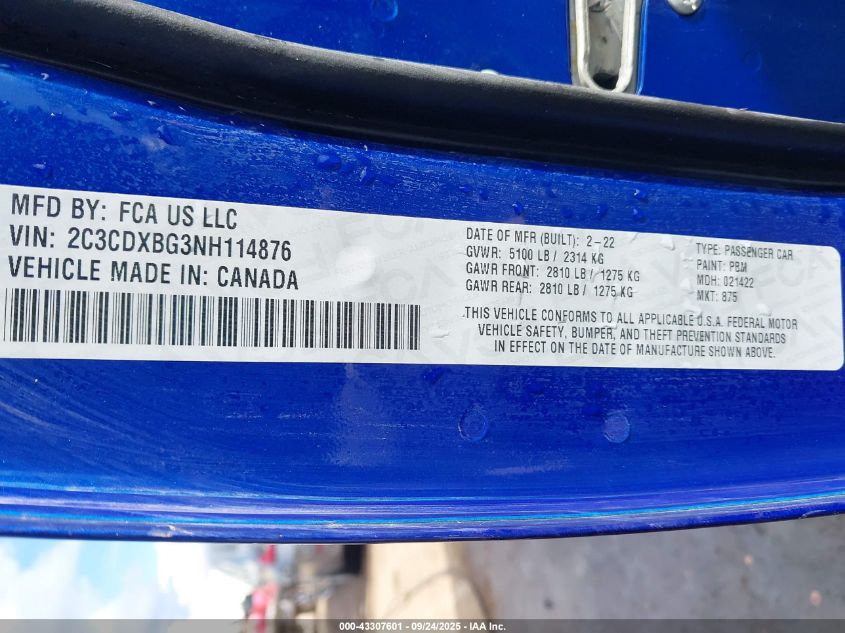 MFD BY: FCA US LLC
VIN: 2C3CDXBG3NH114876
VEHICLE MADE IN: CANADA
DATE OF MFR (BUILT): 2-22
GVWR: 5100 LB / 2314 KG
GAWR FRONT: 2810 LB / 1275 KG
GAWR REAR: 2810 LB / 1275 KG
TYPE: PASSENGER CAR
PAINT: PBM
MDH: 021422
MKT: 875
THIS VEHICLE CONFORMS TO ALL APPLICABLE U.S.A. FEDERAL MOTOR
VEHICLE SAFETY, BUMPER, AND THEFT PREVENTION STANDARDS
IN EFFECT ON THE DATE OF MANUFACTURE SHOWN ABOVE.
000-43307601 - 09/24/2025 - IAA